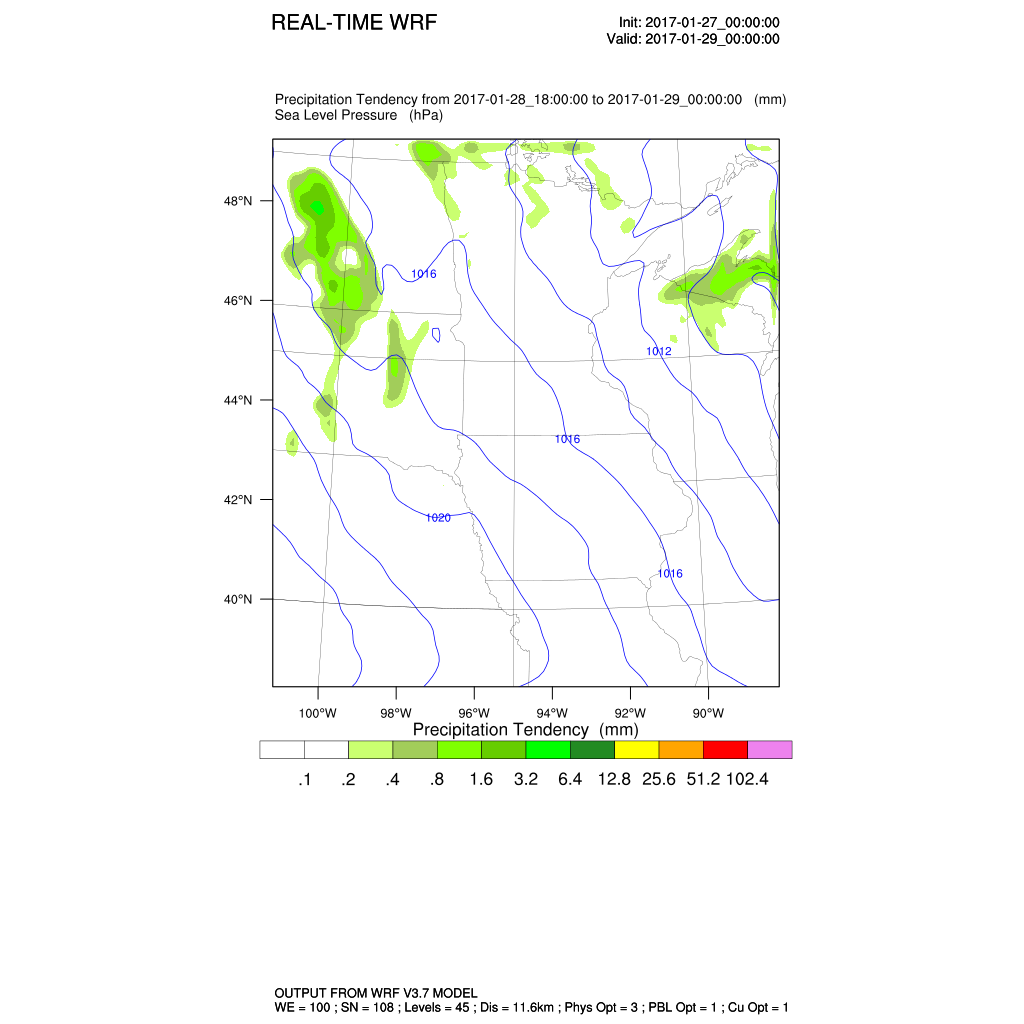 REAL-TIME WRF
Init: 2017-01-27_00:00:00
Valid: 2017-01-29_00:00:00
Precipitation Tendency from 2017-01-28_18:00:00 to 2017-01-29_00:00:00 (mm)
Sea Level Pressure (hPa)
48°N
46°N
44°N
42°N
40°N
1016
1012
1016
1020
1016
100°W 98°W 96°W 94°W 92°W 90°W
Precipitation Tendency (mm)
.1 .2 .4 .8 1.6 3.2 6.4 12.8 25.6 51.2 102.4
OUTPUT FROM WRF V3.7 MODEL
WE = 100 ; SN = 108 ; Levels = 45 ; Dis = 11.6km ; Phys Opt = 3 ; PBL Opt = 1 ; Cu Opt = 1